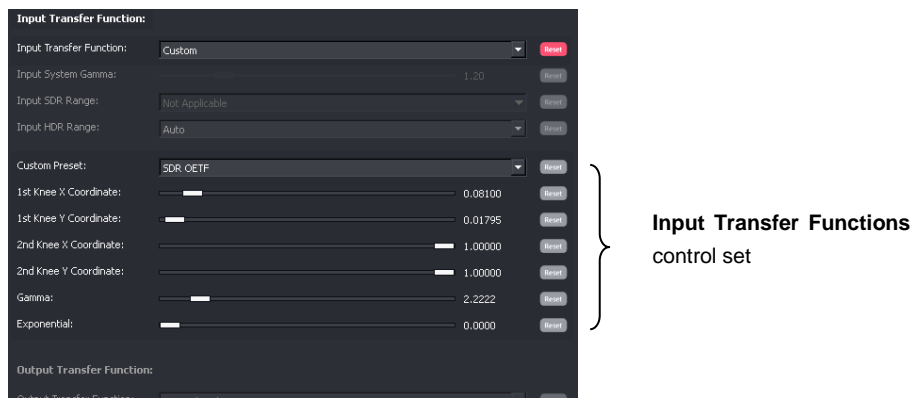 Input Transfer Function:
Input Transfer Function: Custom Reset
Input System Gamma: 1.20 Reset
Input SDR Range: Not Applicable Reset
Input HDR Range: Auto Reset
Custom Preset: SDR OETF Reset
1st Knee X Coordinate: 0.08100 Reset
1st Knee Y Coordinate: 0.01795 Reset
2nd Knee X Coordinate: 1.00000 Reset
2nd Knee Y Coordinate: 1.00000 Reset
Gamma: 2.2222 Reset
Exponential: 0.0000 Reset
Input Transfer Functions
control set
Output Transfer Function:
Output Transfer Function: